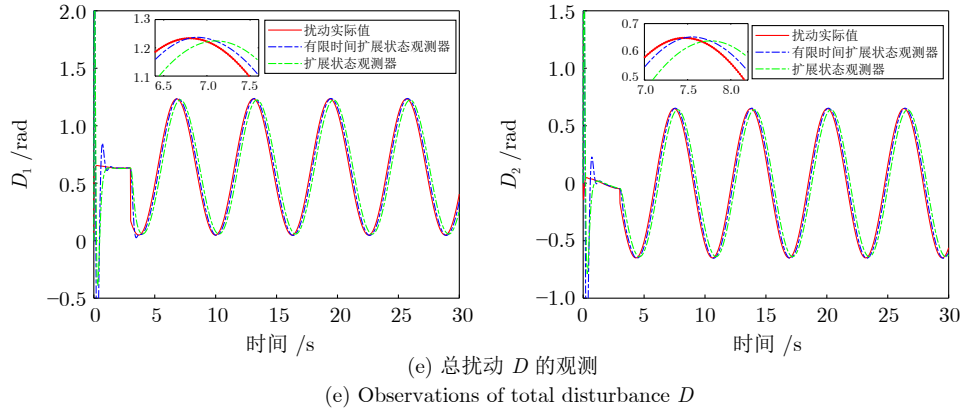 2.0
1.5
1.0
0.5
0
−0.5
D1 /rad
0 5 10 15 20 25 30
时间 /s
1.3
1.2
1.1
6.5 7.0 7.5
扰动实际值
有限时间扩展状态观测器
扩展状态观测器
1.5
1.0
0.5
0
−0.5
−1.0
D2 /rad
0 5 10 15 20 25 30
时间 /s
0.7
0.6
0.5
7.0 7.5 8.0
扰动实际值
有限时间扩展状态观测器
扩展状态观测器
(e) 总扰动 D 的观测
(e) Observations of total disturbance D